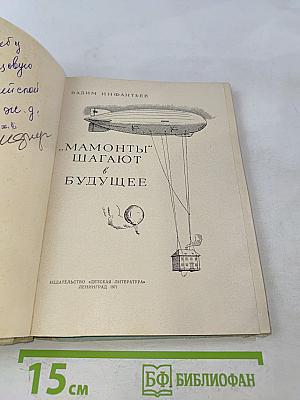 ВАДИМ ИНФАНТЬЕВ
„МАМОНТЫ"
ШАГАЮТ
в
БУДУЩЕЕ
ИЗДАТЕЛЬСТВО «ДЕТСКАЯ ЛИТЕРАТУРА»
ЛЕНИНГРАД 1971
15 см
БФ БИБЛИОФАН